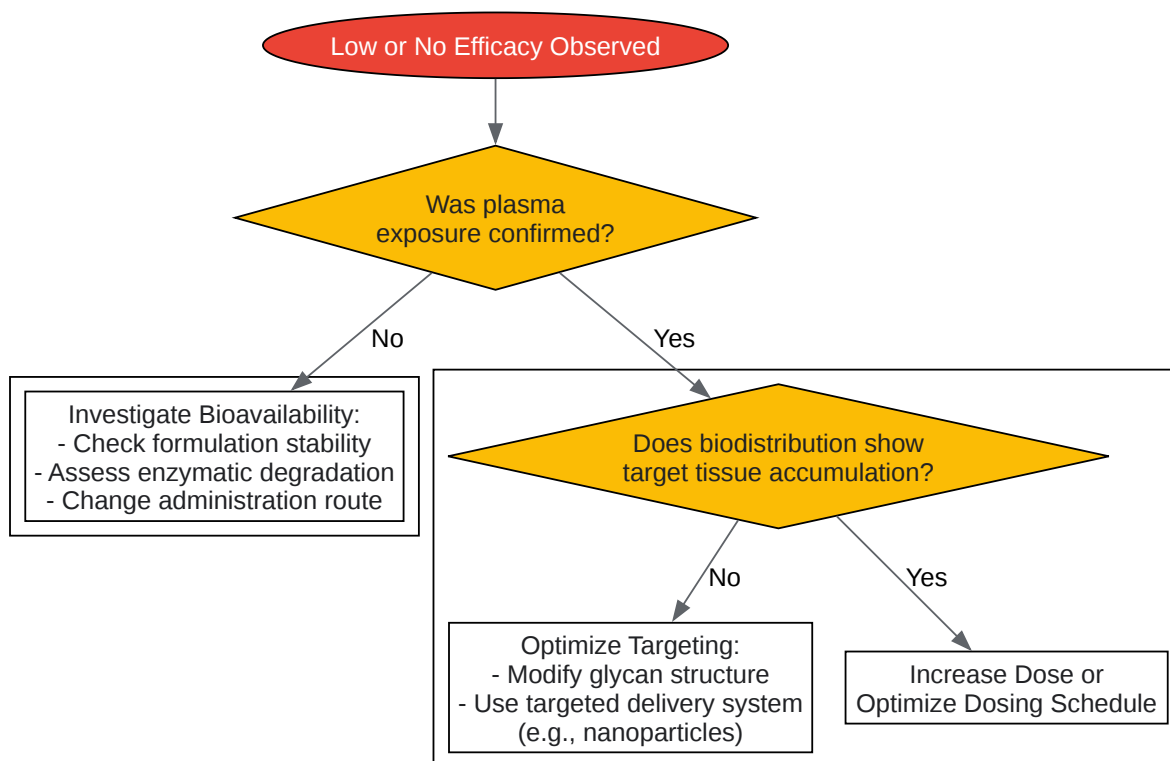 Low or No Efficacy Observed
Was plasma
exposure confirmed?
No
Yes
Investigate Bioavailability:
- Check formulation stability
- Assess enzymatic degradation
- Change administration route
Does biodistribution show
target tissue accumulation?
No
Yes
Optimize Targeting:
- Modify glycan structure
- Use targeted delivery system
(e.g., nanoparticles)
Increase Dose or
Optimize Dosing Schedule